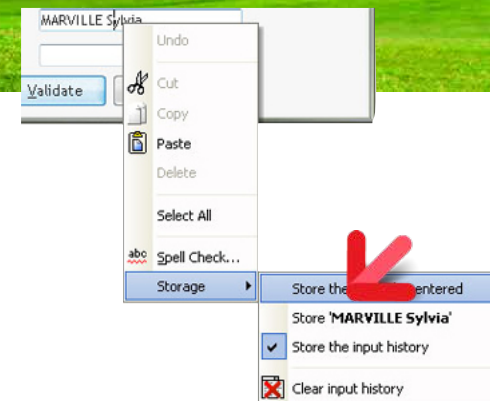 MARVILLE Sylvia
Undo
Validate
Cut
Copy
Paste
Delete
Select All
abc Spell Check...
Storage
Store the entered
Store 'MARVILLE Sylvia'
Store the input history
Clear input history